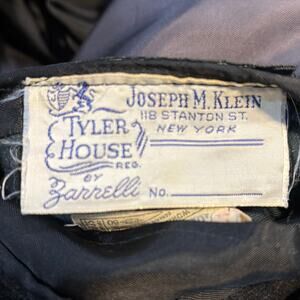 JOSEPH M. KLEIN
118 STANTON ST.
NEW YORK
TYLER
HOUSE
REG.
BY
Zarrelli
No.